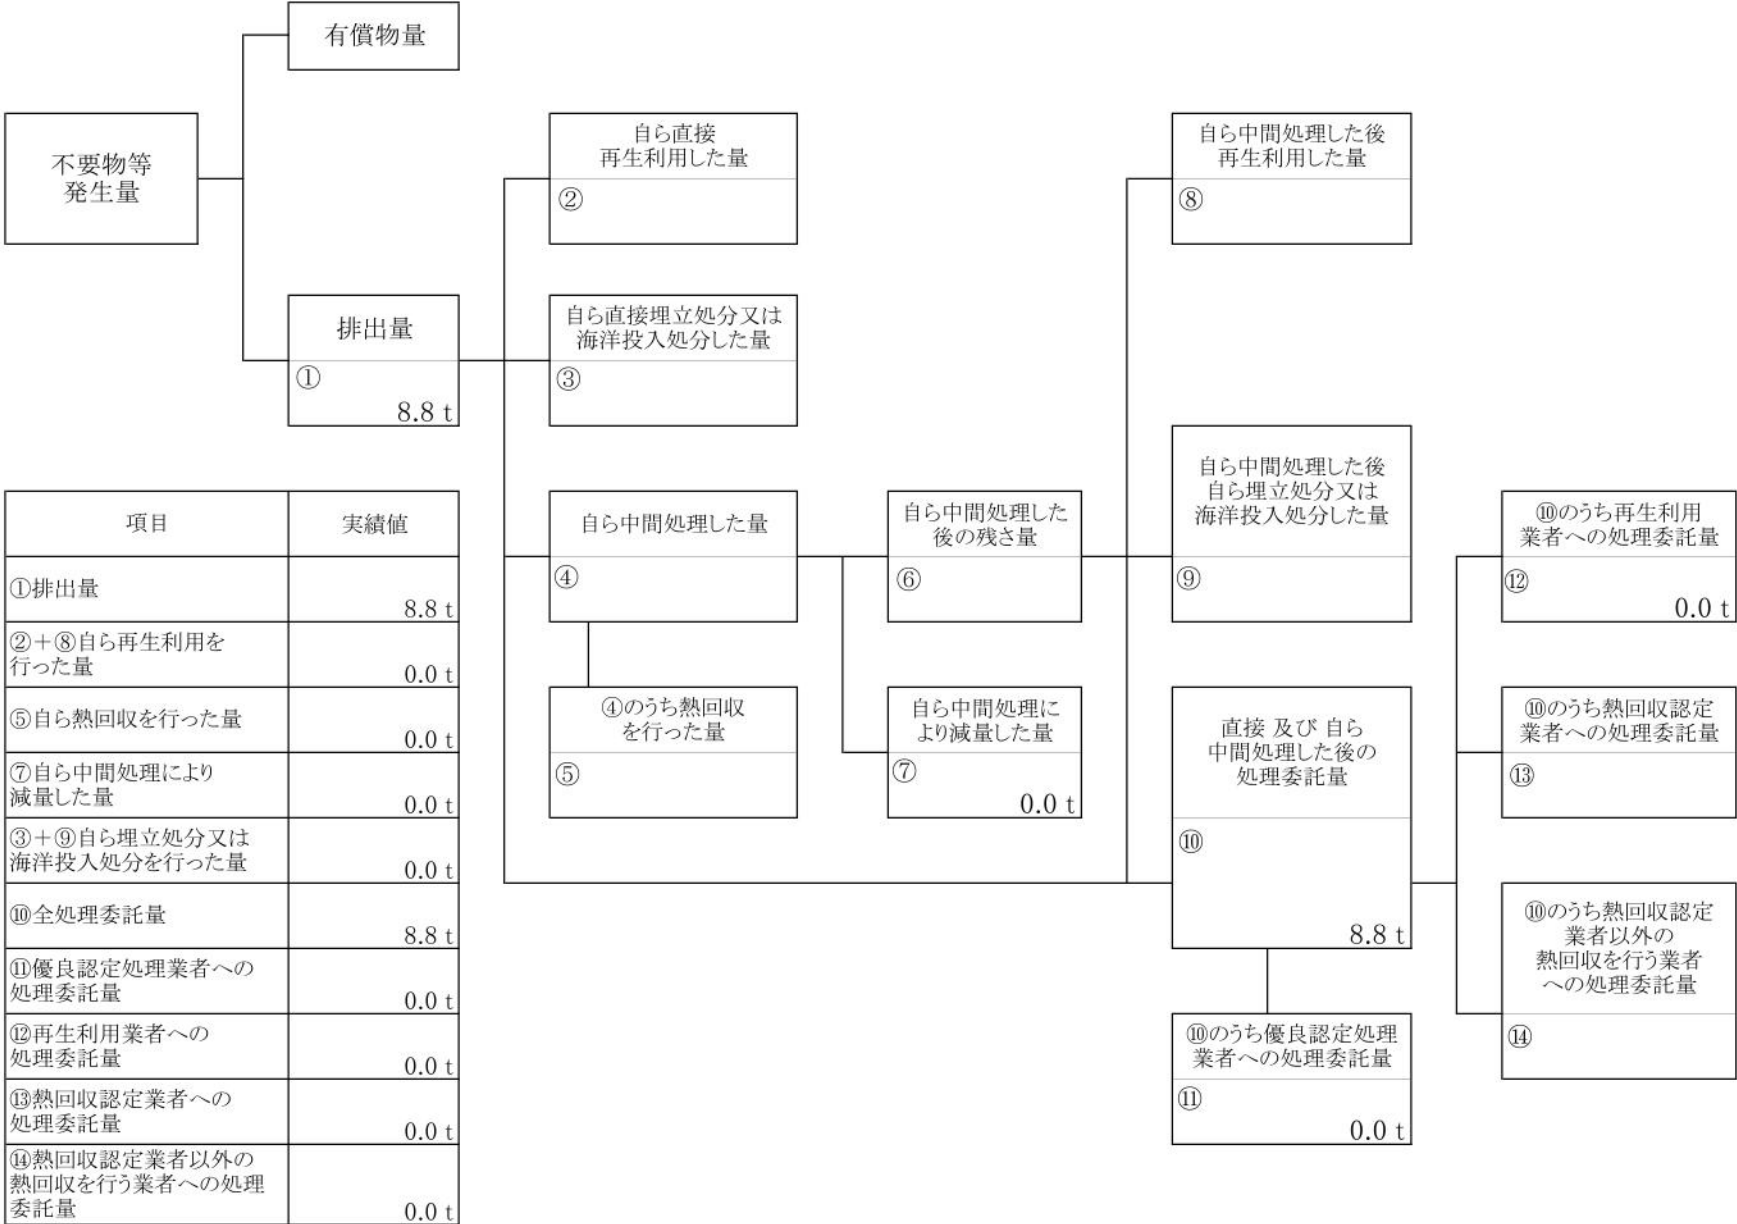 有償物量
不要物等
発生量
自ら直接
再生利用した量
②
自ら中間処理した後
再生利用した量
⑧
排出量
①
8.8 t
自ら直接埋立処分又は
海洋投入処分した量
③
自ら中間処理した量
④
自ら中間処理した
後の残さ量
⑥
自ら中間処理した後
自ら埋立処分又は
海洋投入処分した量
⑨
⑩のうち再生利用
業者への処理委託量
⑫
0.0 t
④のうち熱回収
を行った量
⑤
自ら中間処理に
より減量した量
⑦
0.0 t
直接 及び 自ら
中間処理した後の
処理委託量
⑩
8.8 t
⑩のうち熱回収認定
業者への処理委託量
⑬
⑩のうち熱回収認定
業者以外の
熱回収を行う業者
への処理委託量
⑭
⑩のうち優良認定処理
業者への処理委託量
⑪
0.0 t
項目 実績値
①排出量
8.8 t
②＋⑧自ら再生利用を
行った量
0.0 t
⑤自ら熱回収を行った量
0.0 t
⑦自ら中間処理により
減量した量
0.0 t
③＋⑨自ら埋立処分又は
海洋投入処分を行った量
0.0 t
⑩全処理委託量
8.8 t
⑪優良認定処理業者への
処理委託量
0.0 t
⑫再生利用業者への
処理委託量
0.0 t
⑬熱回収認定業者への
処理委託量
0.0 t
⑭熱回収認定業者以外の
熱回収を行う業者への処理
委託量
0.0 t